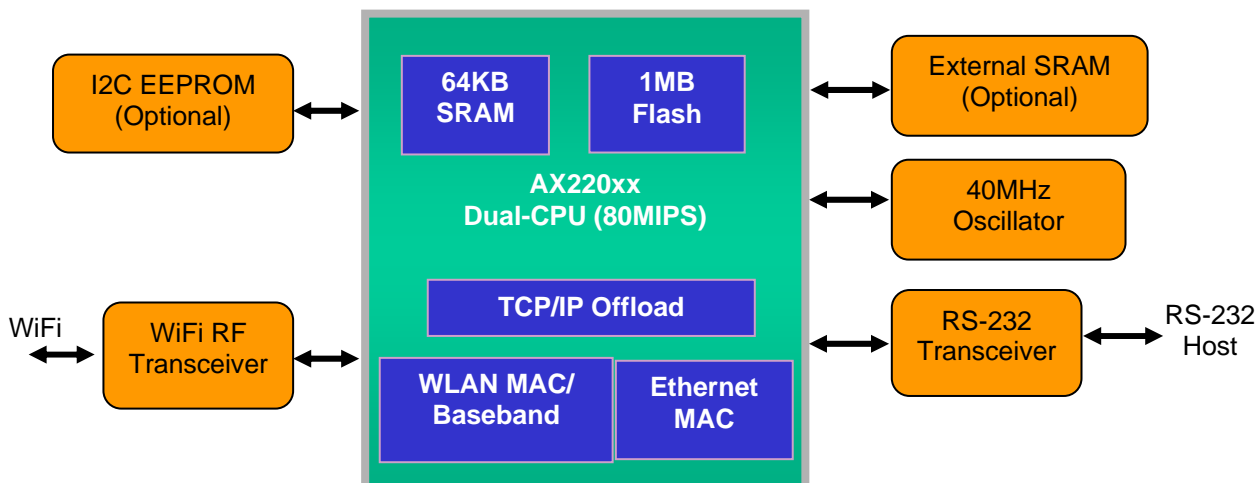 I2C EEPROM
(Optional)
64KB
SRAM
1MB
Flash
External SRAM
(Optional)
AX220xx
Dual-CPU (80MIPS)
40MHz
Oscillator
TCP/IP Offload
WiFi
WiFi RF
Transceiver
WLAN MAC/
Baseband
Ethernet
MAC
RS-232
Transceiver
RS-232
Host